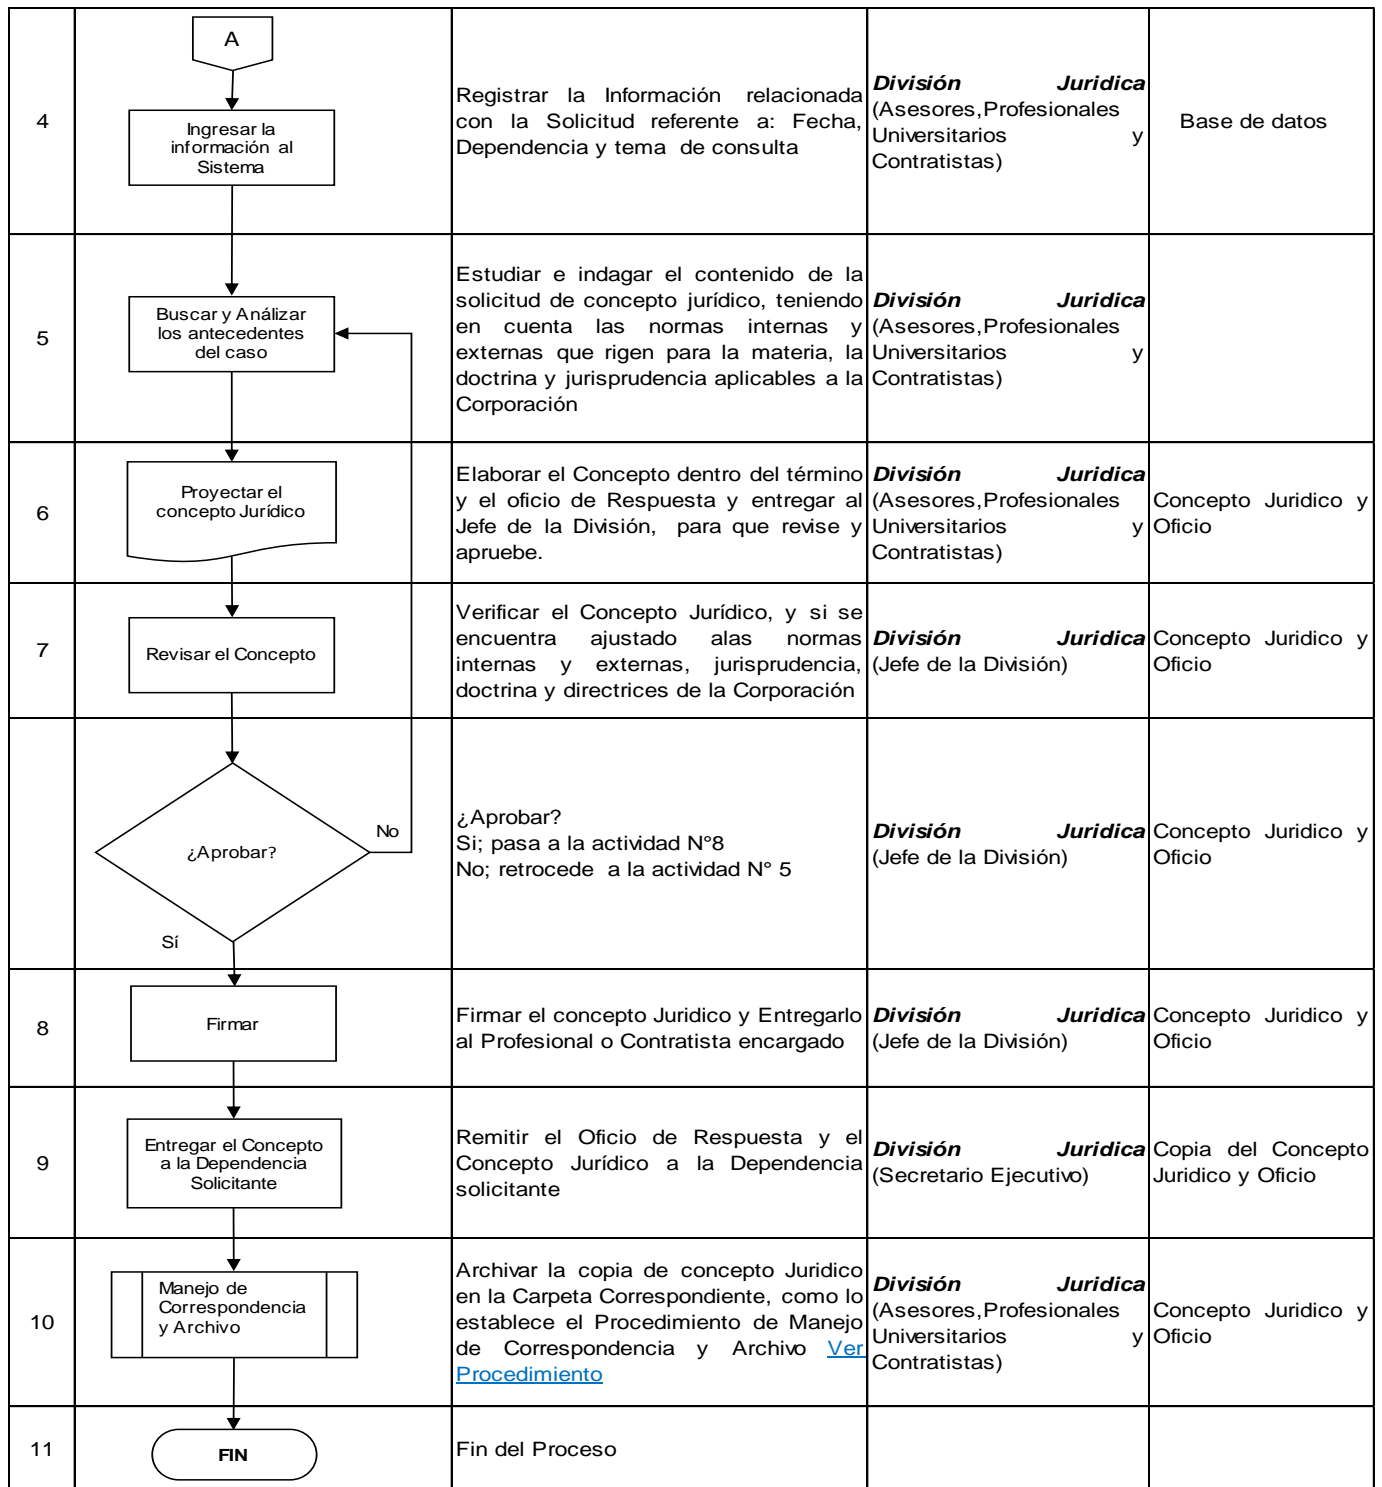 A
4
Ingresar la
información al
Sistema
Registrar la Información relacionada
con la Solicitud referente a: Fecha,
Dependencia y tema de consulta
División Juridica
(Asesores,Profesionales
Universitarios y
Contratistas)
Base de datos
5
Buscar y Análizar
los antecedentes
del caso
Estudiar e indagar el contenido de la
solicitud de concepto jurídico, teniendo
en cuenta las normas internas y
externas que rigen para la materia, la
doctrina y jurisprudencia aplicables a la
Corporación
División Juridica
(Asesores,Profesionales
Universitarios y
Contratistas)
6
Proyectar el
concepto Jurídico
Elaborar el Concepto dentro del término
y el oficio de Respuesta y entregar al
Jefe de la División, para que revise y
apruebe.
División Juridica
(Asesores,Profesionales
Universitarios y
Contratistas)
Concepto Juridico y
Oficio
7
Revisar el Concepto
Verificar el Concepto Jurídico, y si se
encuentra ajustado alas normas
internas y externas, jurisprudencia,
doctrina y directrices de la Corporación
División Juridica
(Jefe de la División)
Concepto Juridico y
Oficio
¿Aprobar?
No
Sí
¿Aprobar?
Si; pasa a la actividad N°8
No; retrocede a la actividad N° 5
División Juridica
(Jefe de la División)
Concepto Juridico y
Oficio
8
Firmar
Firmar el concepto Juridico y Entregarlo
al Profesional o Contratista encargado
División Juridica
(Jefe de la División)
Concepto Juridico y
Oficio
9
Entregar el Concepto
a la Dependencia
Solicitante
Remitir el Oficio de Respuesta y el
Concepto Jurídico a la Dependencia
solicitante
División Juridica
(Secretario Ejecutivo)
Copia del Concepto
Juridico y Oficio
10
Manejo de
Correspondencia
y Archivo
Archivar la copia de concepto Juridico
en la Carpeta Correspondiente, como lo
establece el Procedimiento de Manejo
de Correspondencia y Archivo Ver
Procedimiento
División Juridica
(Asesores,Profesionales
Universitarios y
Contratistas)
Concepto Juridico y
Oficio
11
FIN
Fin del Proceso